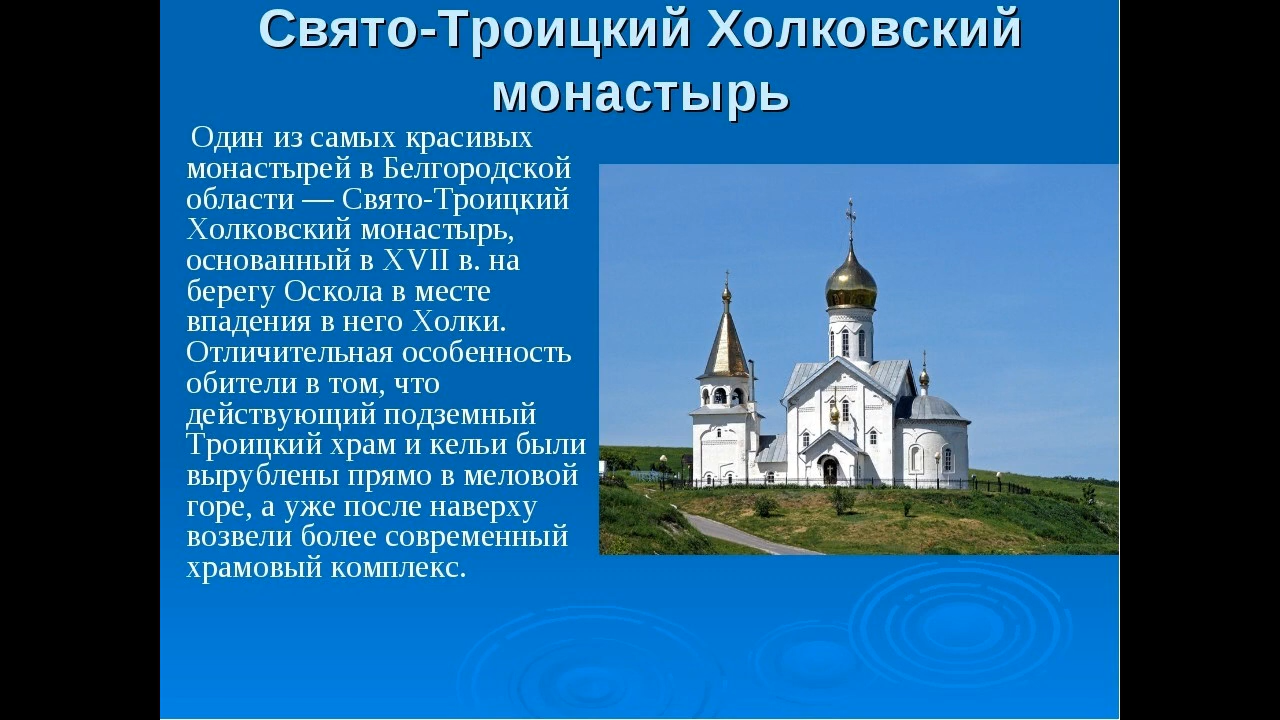 Свято-Троицкий Холковский
монастырь
Один из самых красивых
монастырей в Белгородской
области — Свято-Троицкий
Холковский монастырь,
основанный в XVII в. на
берегу Оскола в месте
впадения в него Холки.
Отличительная особенность
обители в том, что
действующий подземный
Троицкий храм и кельи были
вырублены прямо в меловой
горе, а уже после наверху
возвели более современный
храмовый комплекс.